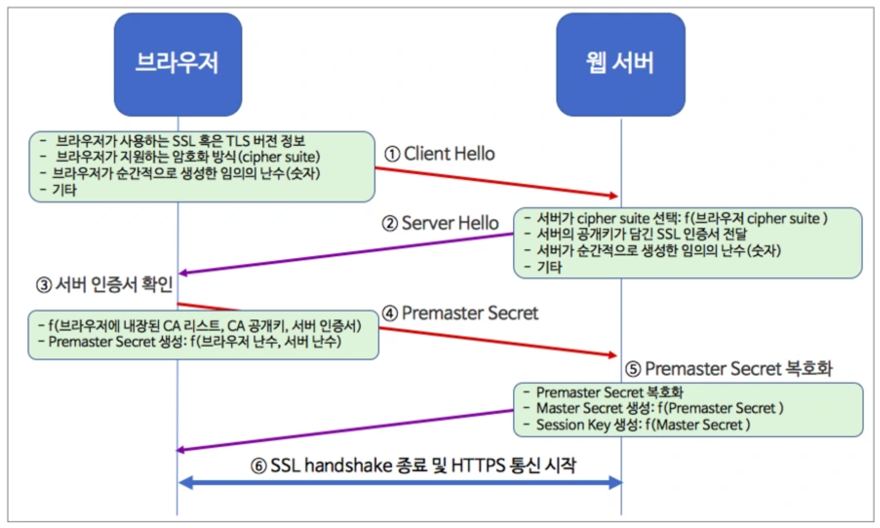 브라우저
웹 서버
- 브라우저가 사용하는 SSL 혹은 TLS 버전 정보
- 브라우저가 지원하는 암호화 방식(cipher suite)
- 브라우저가 순간적으로 생성한 임의의 난수(숫자)
- 기타
① Client Hello
② Server Hello
- 서버가 cipher suite 선택: f(브라우저 cipher suite )
- 서버의 공개키가 담긴 SSL 인증서 전달
- 서버가 순간적으로 생성한 임의의 난수(숫자)
- 기타
③ 서버 인증서 확인
- f(브라우저에 내장된 CA 리스트, CA 공개키, 서버 인증서)
- Premaster Secret 생성: f(브라우저 난수, 서버 난수)
④ Premaster Secret
⑤ Premaster Secret 복호화
- Premaster Secret 복호화
- Master Secret 생성: f(Premaster Secret )
- Session Key 생성: f(Master Secret )
⑥ SSL handshake 종료 및 HTTPS 통신 시작